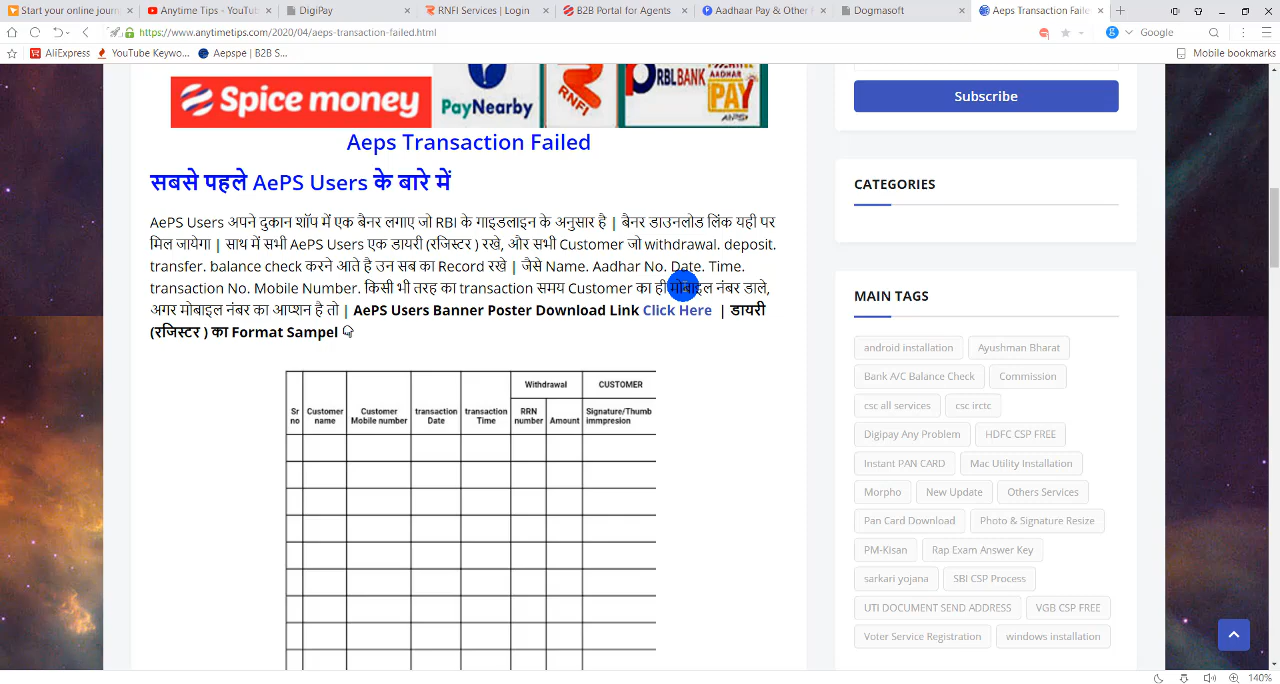 Start your online journ
Anytime Tips - YouTub
DigiPay
RNFI Services | Login
B2B Portal for Agents
Aadhaar Pay & Other
Dogmasoft
Aeps Transaction Faile
https://www.anytimetips.com/2020/04/aeps-transaction-failed.html
Google
AliExpress
YouTube Keywo...
Aepspe | B2B S...
Mobile bookmarks
Spice money
PayNearby
RNFI
RBL BANK
AADHAR
PAY
AEPS
Aeps Transaction Failed
सबसे पहले AePS Users के बारे में
AePS Users अपने दुकान शॉप में एक बैनर लगाए जो RBI के गाइडलाइन के अनुसार है | बैनर डाउनलोड लिंक यही पर
मिल जायेगा | साथ में सभी AePS Users एक डायरी (रजिस्टर ) रखे, और सभी Customer जो withdrawal. deposit.
transfer. balance check करने आते है उन सब का Record रखे | जैसे Name. Aadhar No. Date. Time.
transaction No. Mobile Number. किसी भी तरह का transaction समय Customer का ही मोबाइल नंबर डाले,
अगर मोबाइल नंबर का आप्शन है तो | AePS Users Banner Poster Download Link Click Here | डायरी
(रजिस्टर ) का Format Sampel
Withdrawal
CUSTOMER
Sr no
Customer name
Customer Mobile number
transaction Date
transaction Time
RRN number
Amount
Signature/Thumb immpresion
Subscribe
CATEGORIES
MAIN TAGS
android installation
Ayushman Bharat
Bank A/C Balance Check
Commission
csc all services
csc irctc
Digipay Any Problem
HDFC CSP FREE
Instant PAN CARD
Mac Utility Installation
Morpho
New Update
Others Services
Pan Card Download
Photo & Signature Resize
PM-Kisan
Rap Exam Answer Key
sarkari yojana
SBI CSP Process
UTI DOCUMENT SEND ADDRESS
VGB CSP FREE
Voter Service Registration
windows installation
140%